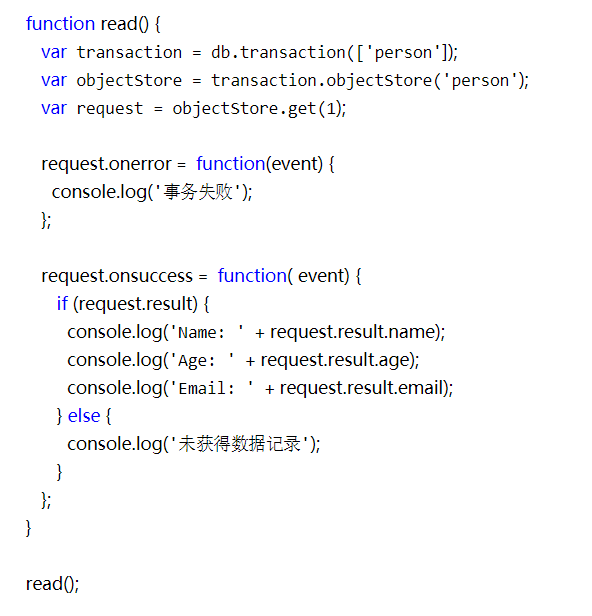 function read() {
var transaction = db.transaction(['person']);
var objectStore = transaction.objectStore('person');
var request = objectStore.get(1);
request.onerror = function(event) {
console.log('事务失败');
};
request.onsuccess = function( event) {
if (request.result) {
console.log('Name: ' + request.result.name);
console.log('Age: ' + request.result.age);
console.log('Email: ' + request.result.email);
} else {
console.log('未获得数据记录');
}
};
}
read();